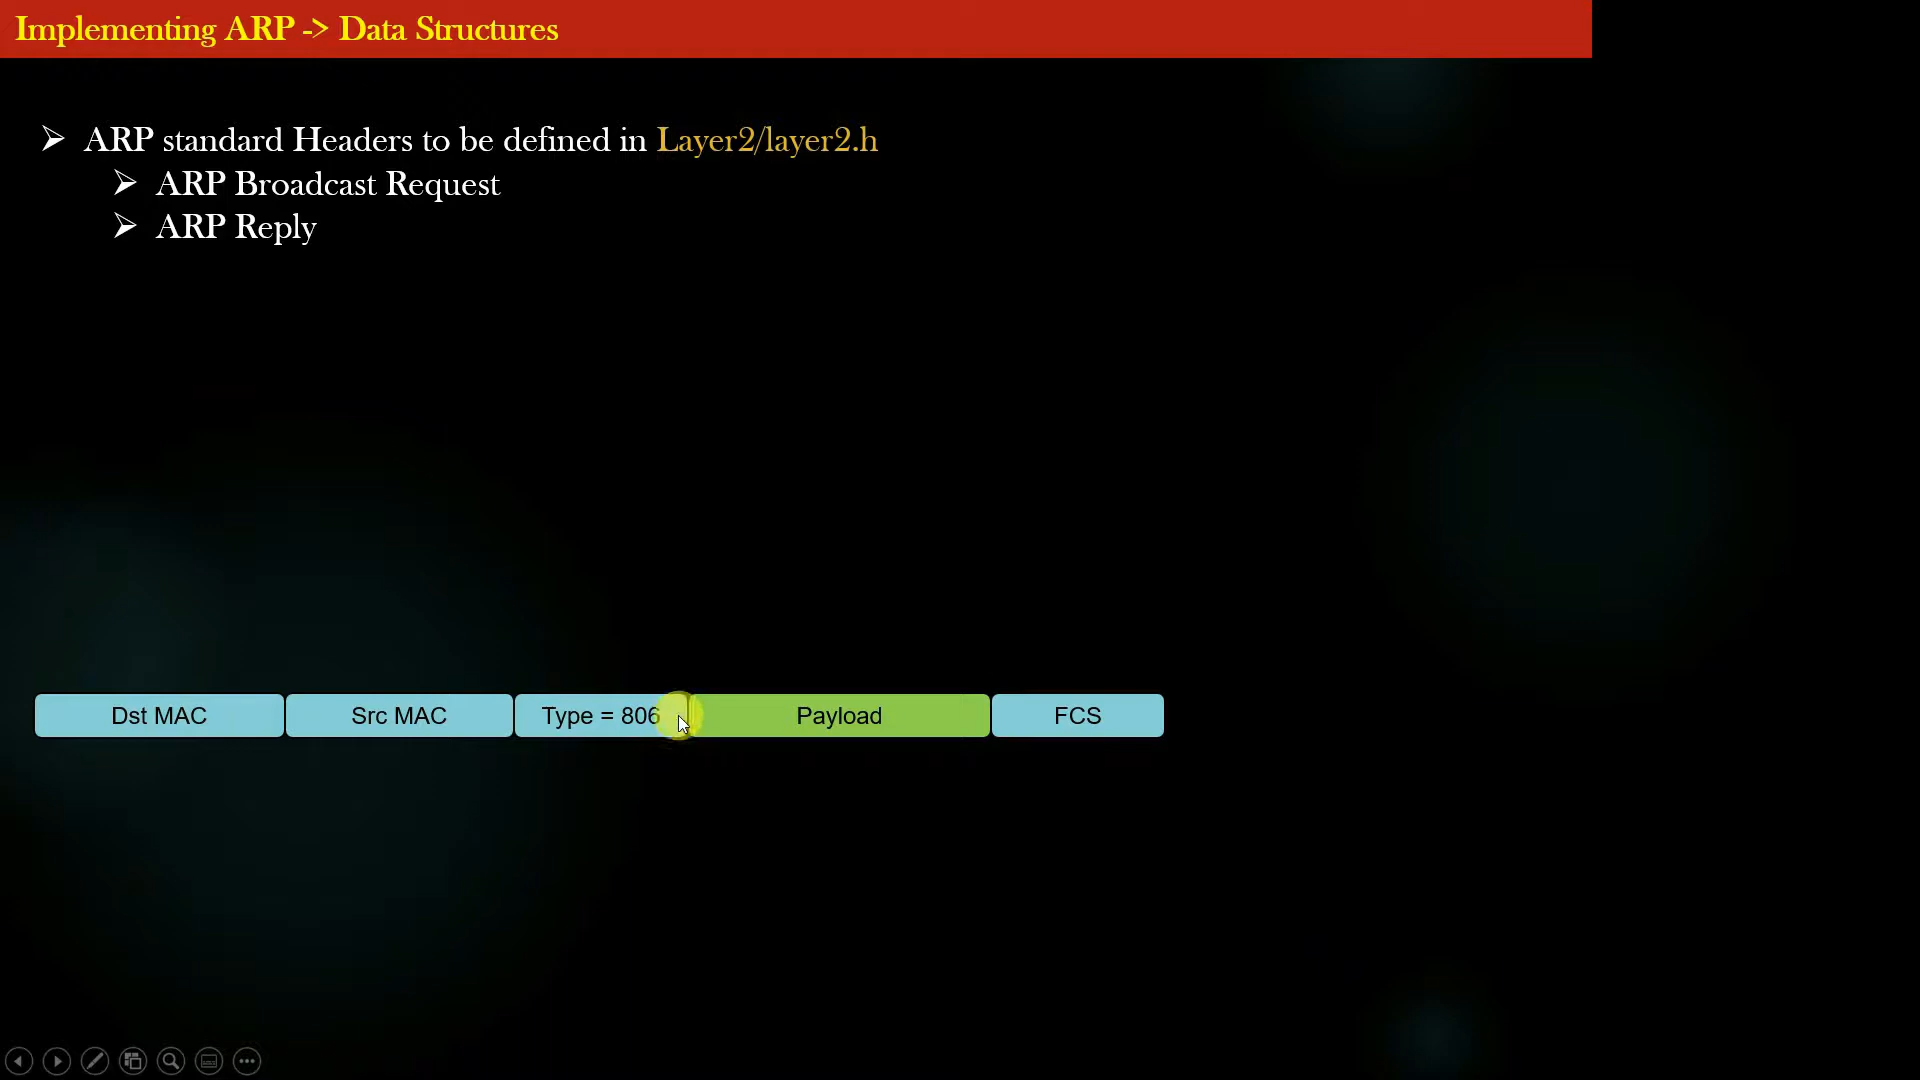 Implementing ARP -> Data Structures
➢ ARP standard Headers to be defined in Layer2/layer2.h
➢ ARP Broadcast Request
➢ ARP Reply
Dst MAC Src MAC Type = 806 Payload FCS